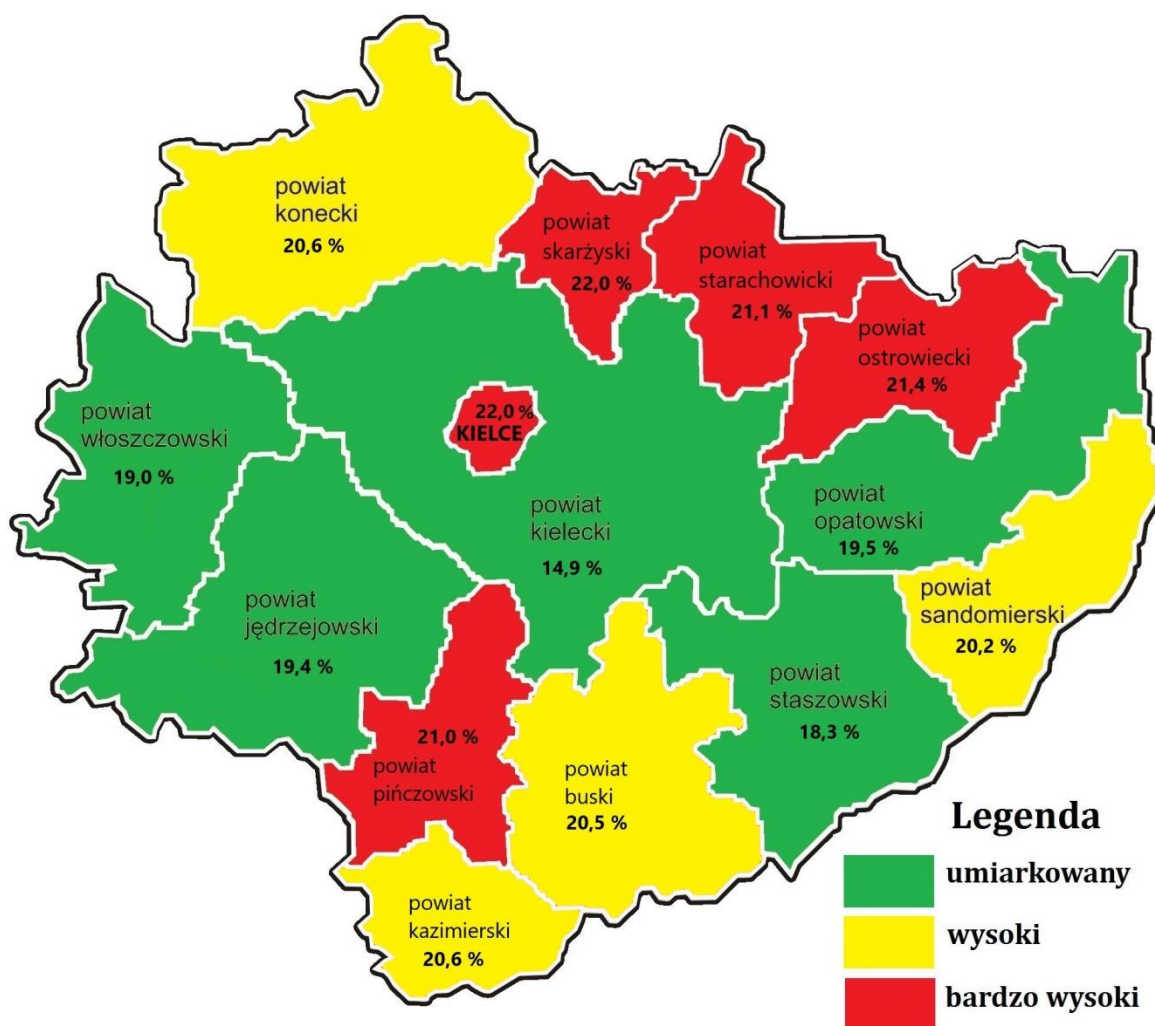 powiat
konecki
20,6 %
powiat
skarżyski
22,0 %
powiat
starachowicki
21,1 %
powiat
ostrowiecki
21,4 %
powiat
włoszczowski
19,0 %
22,0 %
KIELCE
powiat
kielecki
14,9 %
powiat
opatowski
19,5 %
powiat
sandomierski
20,2 %
powiat
jędrzejowski
19,4 %
powiat
staszowski
18,3 %
21,0 %
powiat
pińczowski
powiat
buski
20,5 %
powiat
kazimierski
20,6 %
Legenda
umiarkowany
wysoki
bardzo wysoki